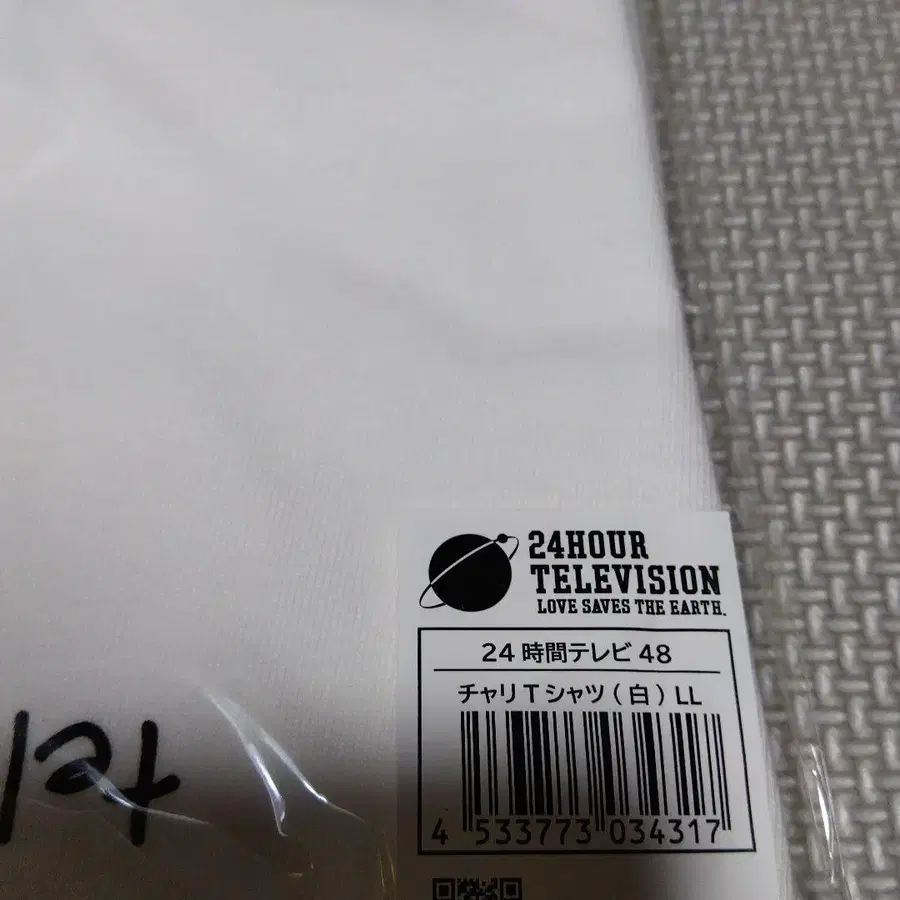 24HOUR
TELEVISION
LOVE SAVES THE EARTH.
24時間テレビ48
チャリTシャツ(白)LL
4 533773 034317